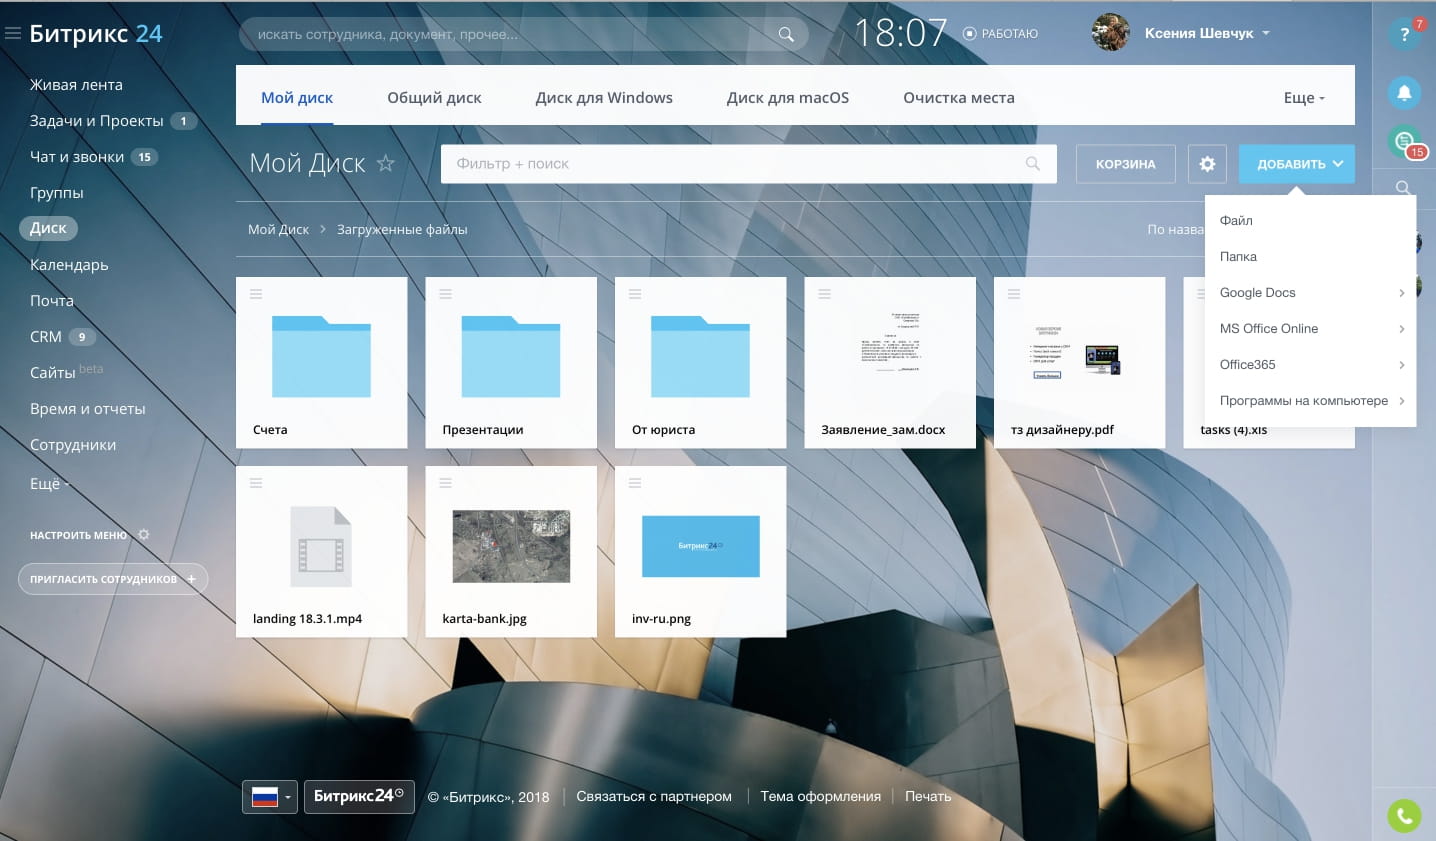 Битрикс 24
искать сотрудника, документ, прочее...
18:07
РАБОТАЮ
Ксения Шевчук
?
7
Живая лента
Задачи и Проекты 1
Чат и звонки 15
Группы
Диск
Календарь
Почта
CRM 9
Сайты beta
Время и отчеты
Сотрудники
Ещё
НАСТРОИТЬ МЕНЮ
ПРИГЛАСИТЬ СОТРУДНИКОВ +
Мой диск Общий диск Диск для Windows Диск для macOS Очистка места Еще
15
Мой Диск
Фильтр + поиск
КОРЗИНА
ДОБАВИТЬ
Мой Диск > Загруженные файлы
По назва
Файл
Папка
Google Docs
MS Office Online
Office365
Программы на компьютере
Счета
Презентации
От юриста
Заявление_зам.docx
тз дизайнеру.pdf
tasks (4).xls
landing 18.3.1.mp4
karta-bank.jpg
Битрикс24
inv-ru.png
Битрикс24
© «Битрикс», 2018
Связаться с партнером
Тема оформления
Печать